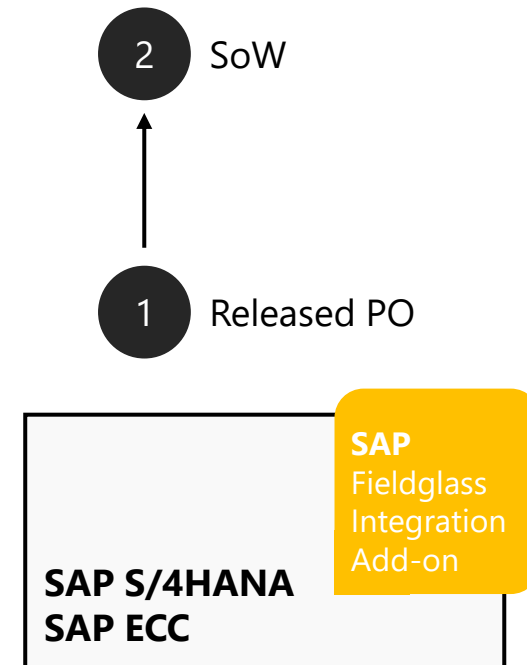 2 SoW
1 Released PO
SAP
Fieldglass
Integration
Add-on
SAP S/4HANA
SAP ECC